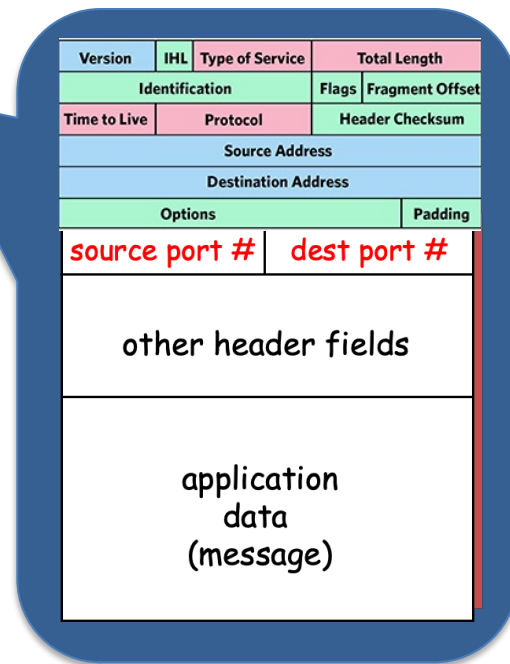 Version IHL Type of Service Total Length
Identification Flags Fragment Offset
Time to Live Protocol Header Checksum
Source Address
Destination Address
Options Padding
source port # dest port #
other header fields
application
data
(message)